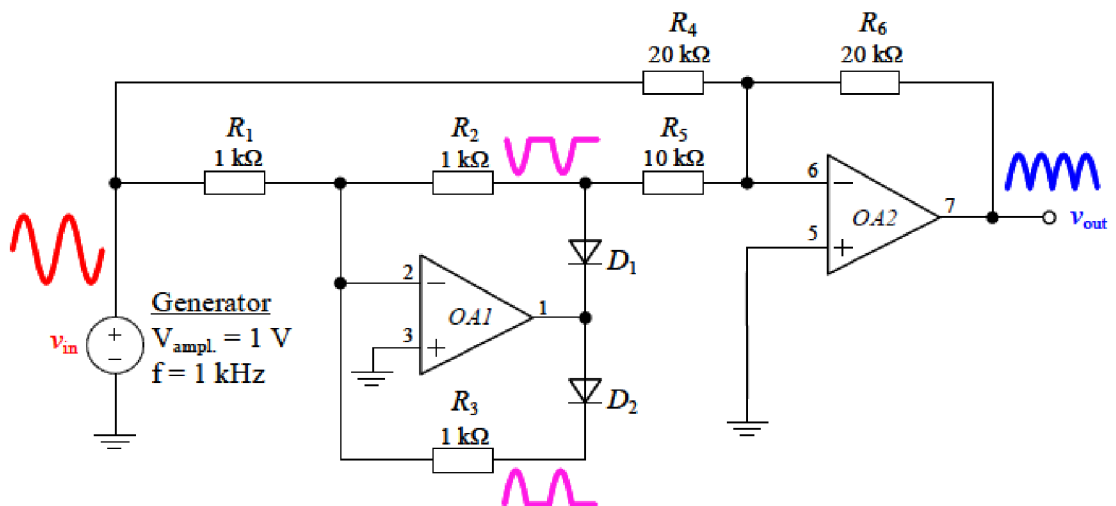 R4
20 kΩ
R6
20 kΩ
R1
1 kΩ
R2
1 kΩ
R5
10 kΩ
6
−
OA2
7
5
+
vout
D1
2
−
OA1
1
3
+
Generator
Vampl. = 1 V
f = 1 kHz
+
−
vin
D2
R3
1 kΩ